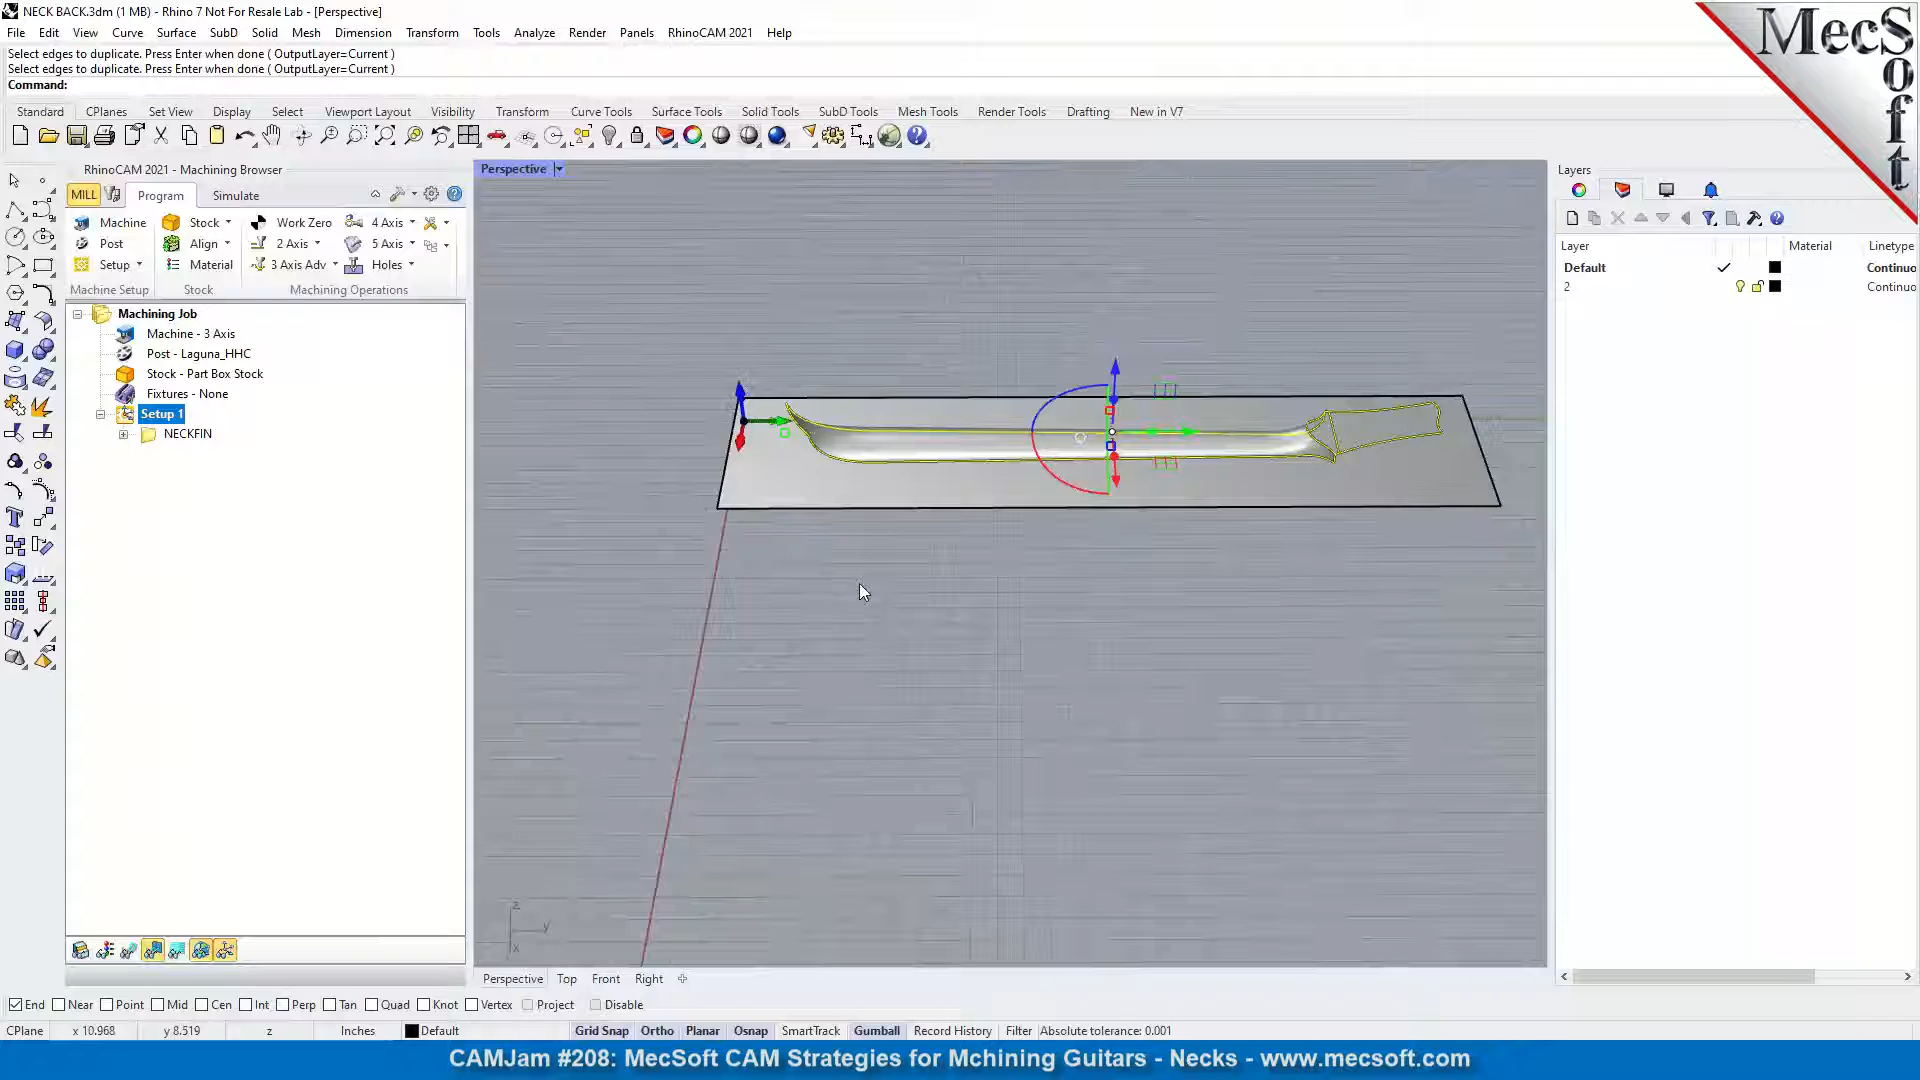 NECK BACK.3dm (1 MB) - Rhino 7 Not For Resale Lab - [Perspective]
File Edit View Curve Surface SubD Solid Mesh Dimension Transform Tools Analyze Render Panels RhinoCAM 2021 Help
Select edges to duplicate. Press Enter when done ( OutputLayer=Current )
Select edges to duplicate. Press Enter when done ( OutputLayer=Current )
Command:
Standard CPlanes Set View Display Select Viewport Layout Visibility Transform Curve Tools Surface Tools Solid Tools SubD Tools Mesh Tools Render Tools Drafting New in V7
MecSoft
RhinoCAM 2021 - Machining Browser
MILL Program Simulate
Machine Stock Work Zero 4 Axis
Post Align 2 Axis 5 Axis
Setup Material 3 Axis Adv Holes
Machine Setup Stock Machining Operations
Machining Job
Machine - 3 Axis
Post - Laguna_HHC
Stock - Part Box Stock
Fixtures - None
Setup 1
NECKFIN
Perspective
z
y
x
Layers
Layer Material Linetype
Default Continuo
2 Continuo
Perspective Top Front Right
End Near Point Mid Cen Int Perp Tan Quad Knot Vertex Project Disable
CPlane x 10.968 y 8.519 z Inches Default Grid Snap Ortho Planar Osnap SmartTrack Gumball Record History Filter Absolute tolerance: 0.001
CAMJam #208: MecSoft CAM Strategies for Mchining Guitars - Necks - www.mecsoft.com